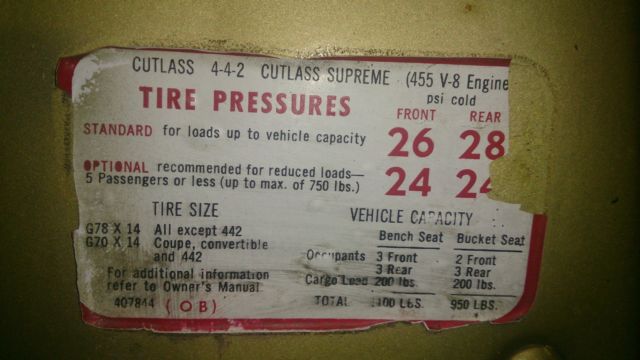 CUTLASS 4-4-2 CUTLASS SUPREME (455 V-8 Engine
TIRE PRESSURES
psi cold
FRONT REAR
STANDARD for loads up to vehicle capacity 26 28
OPTIONAL recommended for reduced loads—
5 Passengers or less (up to max. of 750 lbs.) 24
TIRE SIZE
G78 X 14 All except 442
G70 X 14 Coupe, convertible
and 442
For additional information
refer to Owner's Manual
407844 (OB)
VEHICLE CAPACITY
Bench Seat Bucket Seat
Occupants 3 Front 2 Front
3 Rear 3 Rear
Cargo Load 200 lbs. 200 lbs.
TOTAL 1100 LBS. 950 LBS.